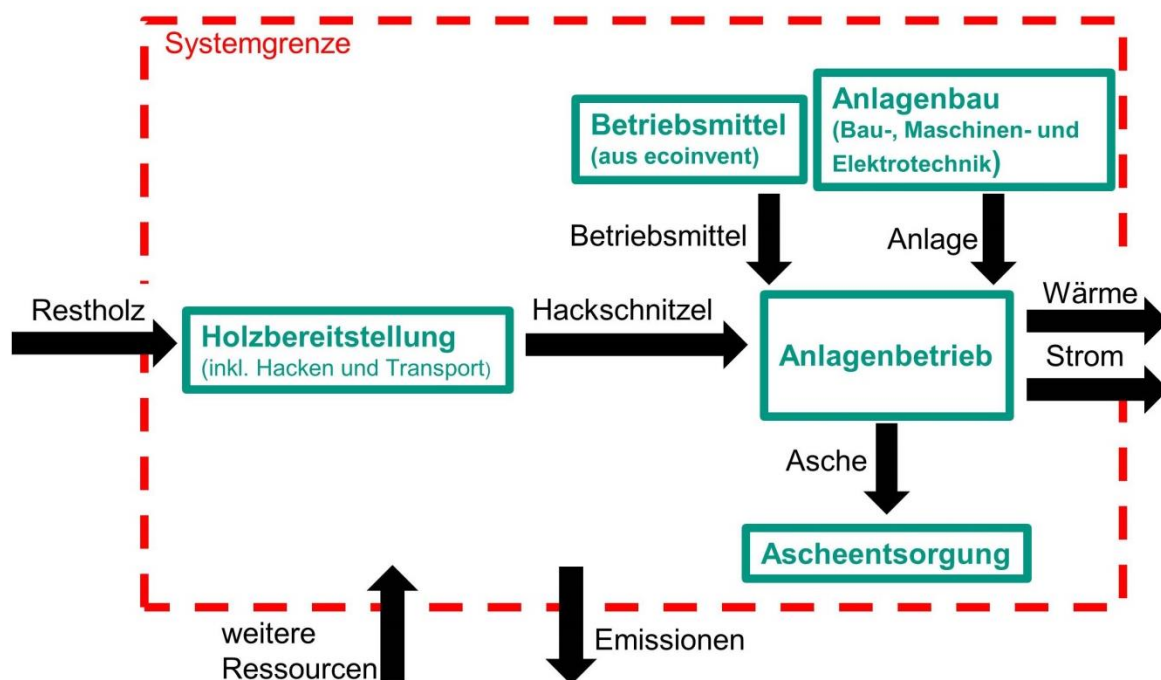 Systemgrenze
Betriebsmittel
(aus ecoinvent)
Anlagenbau
(Bau-, Maschinen- und
Elektrotechnik)
Betriebsmittel
Anlage
Restholz
Holzbereitstellung
(inkl. Hacken und Transport)
Hackschnitzel
Anlagenbetrieb
Wärme
Strom
Asche
Ascheentsorgung
weitere
Ressourcen
Emissionen